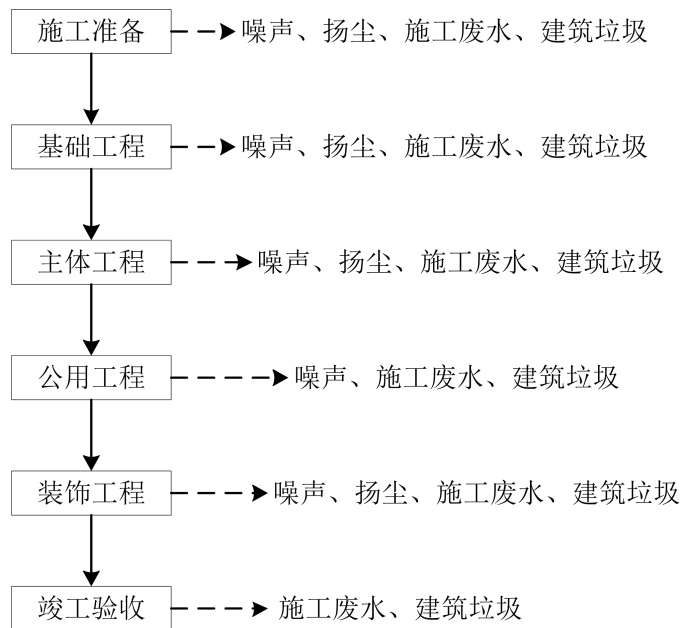 施工准备 噪声、扬尘、施工废水、建筑垃圾
基础工程 噪声、扬尘、施工废水、建筑垃圾
主体工程 噪声、扬尘、施工废水、建筑垃圾
公用工程 噪声、施工废水、建筑垃圾
装饰工程 噪声、扬尘、施工废水、建筑垃圾
竣工验收 施工废水、建筑垃圾